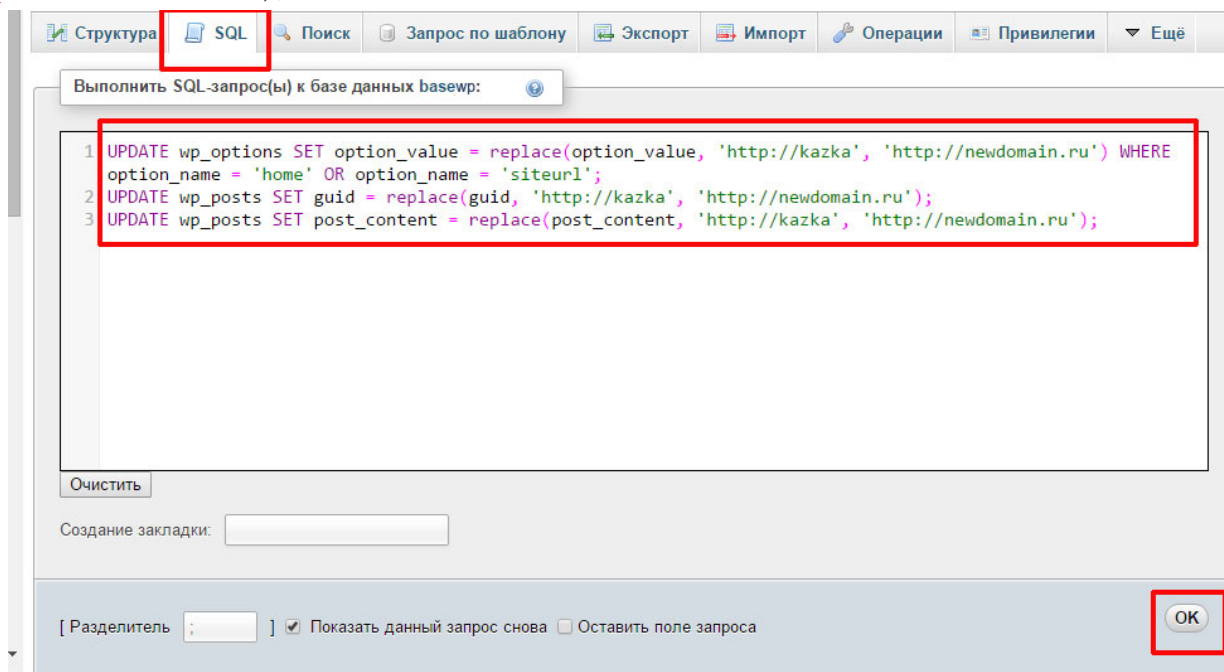 Структура SQL Поиск Запрос по шаблону Экспорт Импорт Операции Привилегии Ещё
Выполнить SQL-запрос(ы) к базе данных basewp:
1 UPDATE wp_options SET option_value = replace(option_value, 'http://kazka', 'http://newdomain.ru') WHERE
option_name = 'home' OR option_name = 'siteurl';
2 UPDATE wp_posts SET guid = replace(guid, 'http://kazka', 'http://newdomain.ru');
3 UPDATE wp_posts SET post_content = replace(post_content, 'http://kazka', 'http://newdomain.ru');
Очистить
Создание закладки:
[ Разделитель ; ] Показать данный запрос снова Оставить поле запроса
OK